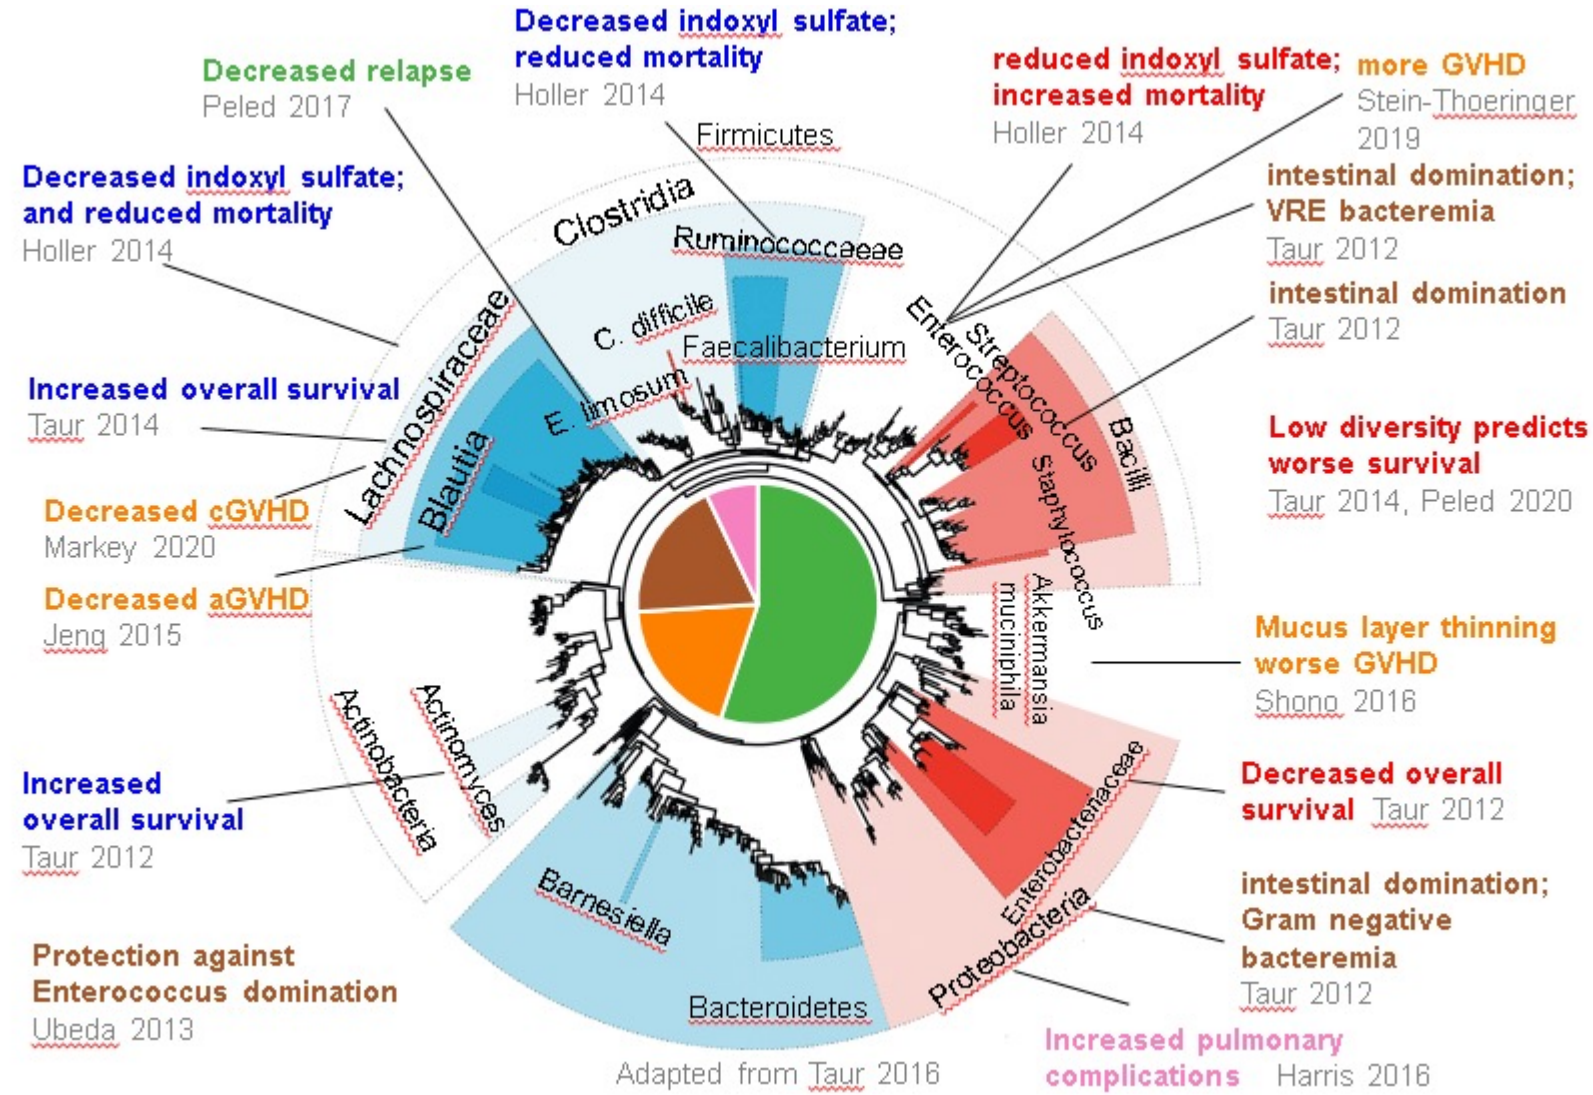 Decreased indoxyl sulfate;
reduced mortality
Holler 2014
Decreased relapse
Peled 2017
reduced indoxyl sulfate;
increased mortality
Holler 2014
more GVHD
Stein-Thoeringer
2019
Firmicutes
Decreased indoxyl sulfate;
and reduced mortality
Holler 2014
intestinal domination;
VRE bacteremia
Taur 2012
intestinal domination
Taur 2012
Clostridia
Ruminococcaeae
C. difficile
Faecalibacterium
E. limosum
Lachnospiraceae
Blautia
Enterococcus
Streptococcus
Staphylococcus
Bacilli
Increased overall survival
Taur 2014
Low diversity predicts
worse survival
Taur 2014, Peled 2020
Decreased cGVHD
Markey 2020
Decreased aGVHD
Jenq 2015
Akkermansia
muciniphila
Mucus layer thinning
worse GVHD
Shono 2016
Actinobacteria
Actinomyces
Increased
overall survival
Taur 2012
Decreased overall
survival Taur 2012
Enterobacteriaceae
Proteobacteria
intestinal domination;
Gram negative
bacteremia
Taur 2012
Barnesiella
Protection against
Enterococcus domination
Ubeda 2013
Bacteroidetes
Increased pulmonary
complications Harris 2016
Adapted from Taur 2016